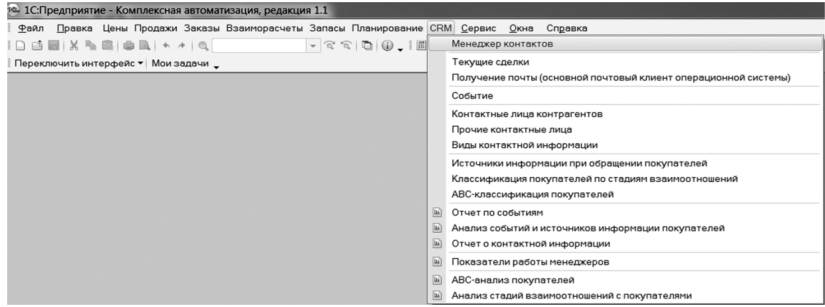 1С:Предприятие - Комплексная автоматизация, редакция 1.1
Файл Правка Цены Продажи Заказы Взаиморасчеты Запасы Планирование CRM Сервис Окна Справка
Переключить интерфейс Мои задачи
Менеджер контактов
Текущие сделки
Получение почты (основной почтовый клиент операционной системы)
Событие
Контактные лица контрагентов
Прочие контактные лица
Виды контактной информации
Источники информации при обращении покупателей
Классификация покупателей по стадиям взаимоотношений
ABC-классификация покупателей
Отчет по событиям
Анализ событий и источников информации покупателей
Отчет о контактной информации
Показатели работы менеджеров
ABC-анализ покупателей
Анализ стадий взаимоотношений с покупателями